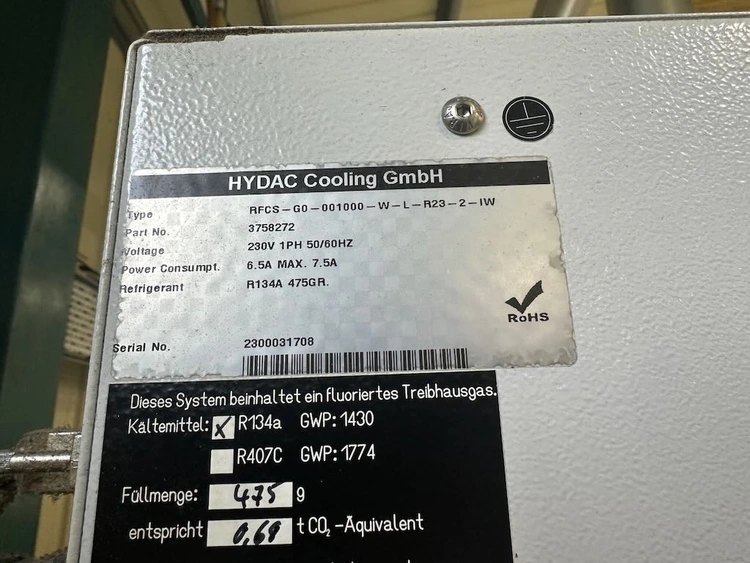 HYDAC Cooling GmbH
Type RFCS-G0-001000-W-L-R23-2-IW
Part No. 3758272
Voltage 230V 1PH 50/60HZ
Power Consumpt. 6.5A MAX. 7.5A
Refrigerant R134A 475GR.
RoHS
Serial No. 2300031708
Dieses System beinhaltet ein fluoriertes Treibhausgas.
Kältemittel: R134a GWP: 1430
R407C GWP: 1774
Füllmenge: 475 g
entspricht 0,69 t CO₂-Äquivalent